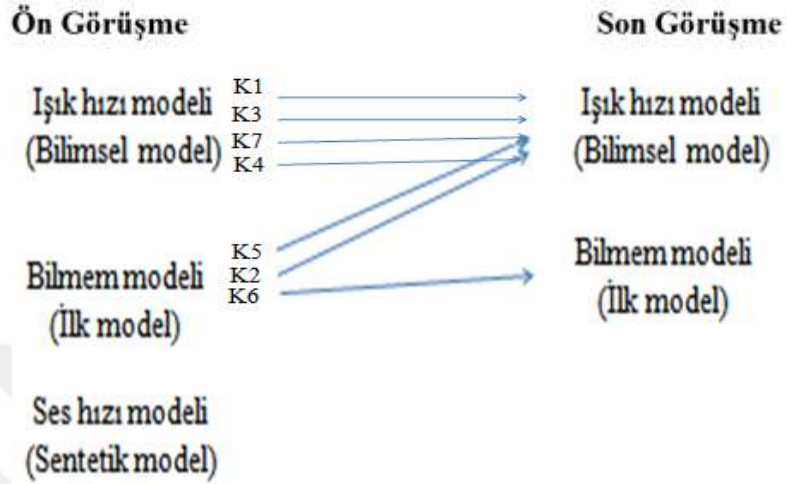 Ön Görüşme
Son Görüşme
Işık hızı modeli
(Bilimsel model)
K1
K3
K7
K4
Işık hızı modeli
(Bilimsel model)
Bilmem modeli
(İlk model)
K5
K2
K6
Bilmem modeli
(İlk model)
Ses hızı modeli
(Sentetik model)